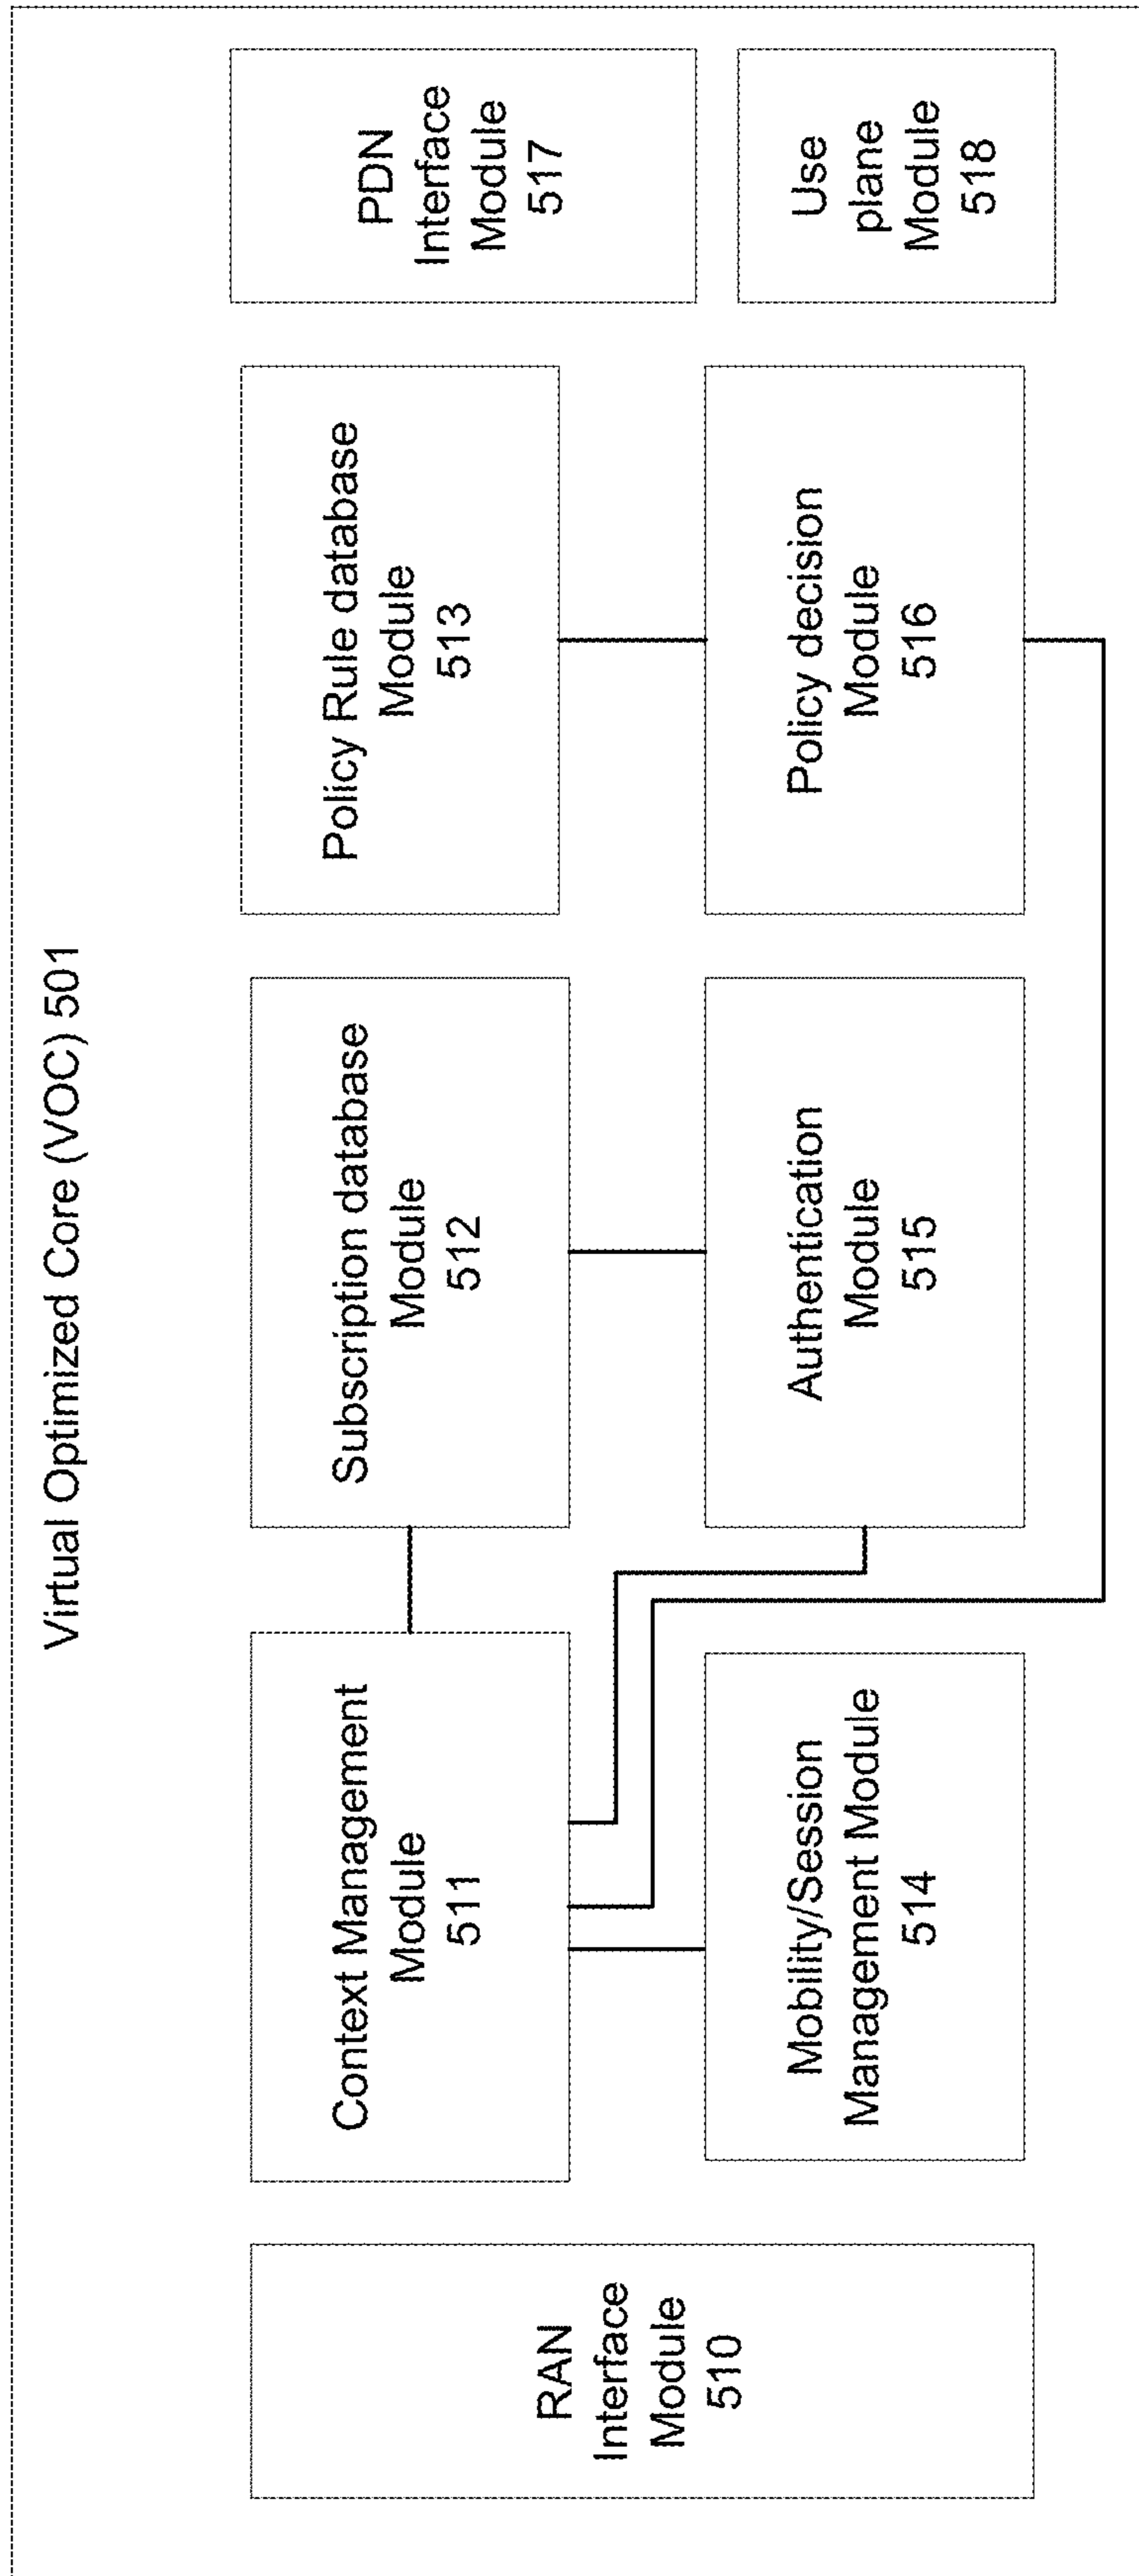 Virtual Optimized Core (VOC) 501
RAN
Interface
Module
510
Context Management
Module
511
Subscription database
Module
512
Policy Rule database
Module
513
PDN
Interface
Module
517
Mobility/Session
Management Module
514
Authentication
Module
515
Policy decision
Module
516
Use
plane
Module
518